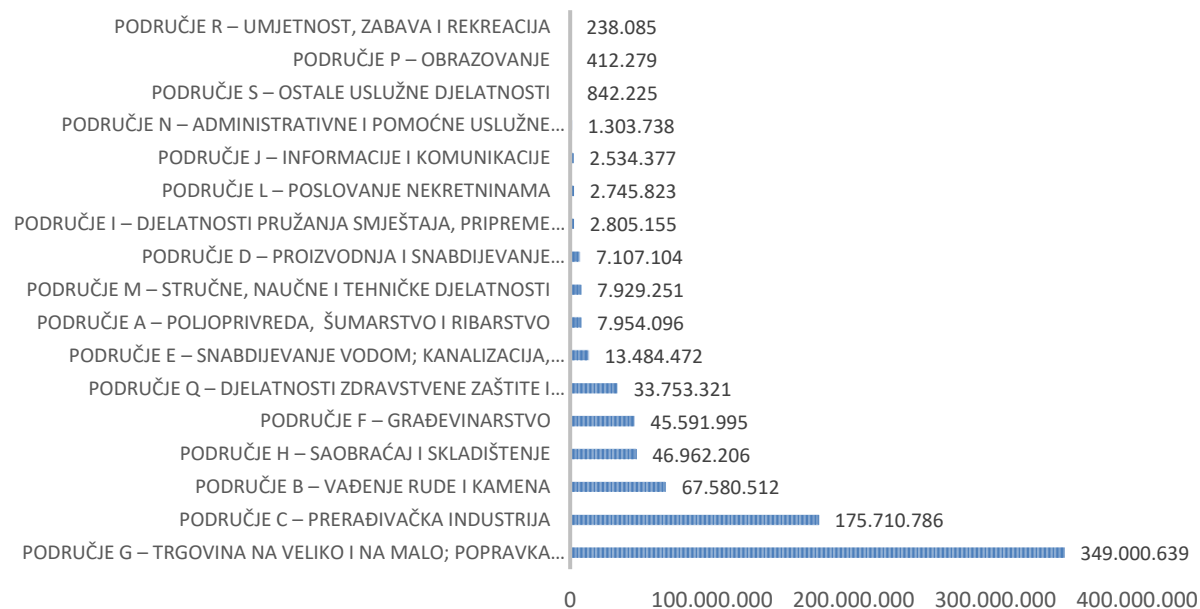 PODRUČJE R – UMJETNOST, ZABAVA I REKREACIJA 238.085
PODRUČJE P – OBRAZOVANJE 412.279
PODRUČJE S – OSTALE USLUŽNE DJELATNOSTI 842.225
PODRUČJE N – ADMINISTRATIVNE I POMOĆNE USLUŽNE… 1.303.738
PODRUČJE J – INFORMACIJE I KOMUNIKACIJE 2.534.377
PODRUČJE L – POSLOVANJE NEKRETNINAMA 2.745.823
PODRUČJE I – DJELATNOSTI PRUŽANJA SMJEŠTAJA, PRIPREME… 2.805.155
PODRUČJE D – PROIZVODNJA I SNABDIJEVANJE… 7.107.104
PODRUČJE M – STRUČNE, NAUČNE I TEHNIČKE DJELATNOSTI 7.929.251
PODRUČJE A – POLJOPRIVREDA,  ŠUMARSTVO I RIBARSTVO 7.954.096
PODRUČJE E – SNABDIJEVANJE VODOM; KANALIZACIJA,… 13.484.472
PODRUČJE Q – DJELATNOSTI ZDRAVSTVENE ZAŠTITE I… 33.753.321
PODRUČJE F – GRAĐEVINARSTVO 45.591.995
PODRUČJE H – SAOBRAĆAJ I SKLADIŠTENJE 46.962.206
PODRUČJE B – VAĐENJE RUDE I KAMENA 67.580.512
PODRUČJE C – PRERAĐIVAČKA INDUSTRIJA 175.710.786
PODRUČJE G – TRGOVINA NA VELIKO I NA MALO; POPRAVKA… 349.000.639
0 100.000.000 200.000.000 300.000.000 400.000.000